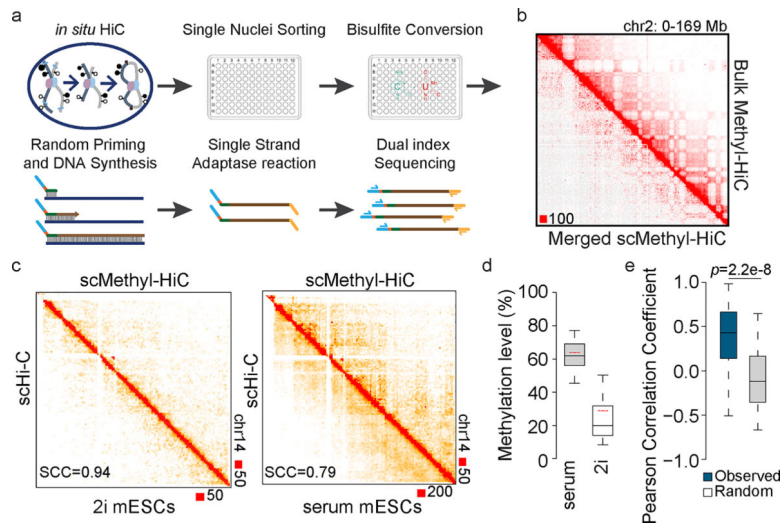 a
in situ HiC
Single Nuclei Sorting
Bisulfite Conversion
Random Priming
and DNA Synthesis
Single Strand
Adaptase reaction
Dual index
Sequencing
b
chr2: 0-169 Mb
Bulk Methyl-HiC
100
Merged scMethyl-HiC
c
scMethyl-HiC
scHi-C
SCC=0.94
chr14
50
50
2i mESCs
scMethyl-HiC
scHi-C
SCC=0.79
chr14
50
200
serum mESCs
d
Methylation level (%)
100
80
60
40
20
0
serum
2i
e
p=2.2e-8
Pearson Correlation Coefficient
1.0
0.5
0.0
−0.5
−1.0
Observed
Random